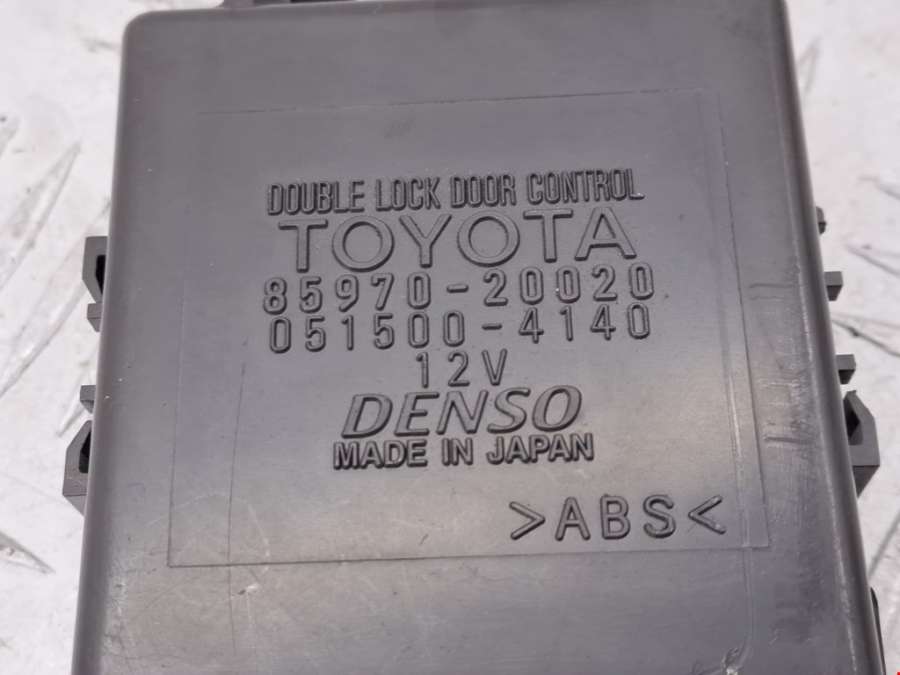 DOUBLE LOCK DOOR CONTROL
TOYOTA
85970-20020
051500-4140
12V
DENSO
MADE IN JAPAN
>ABS<